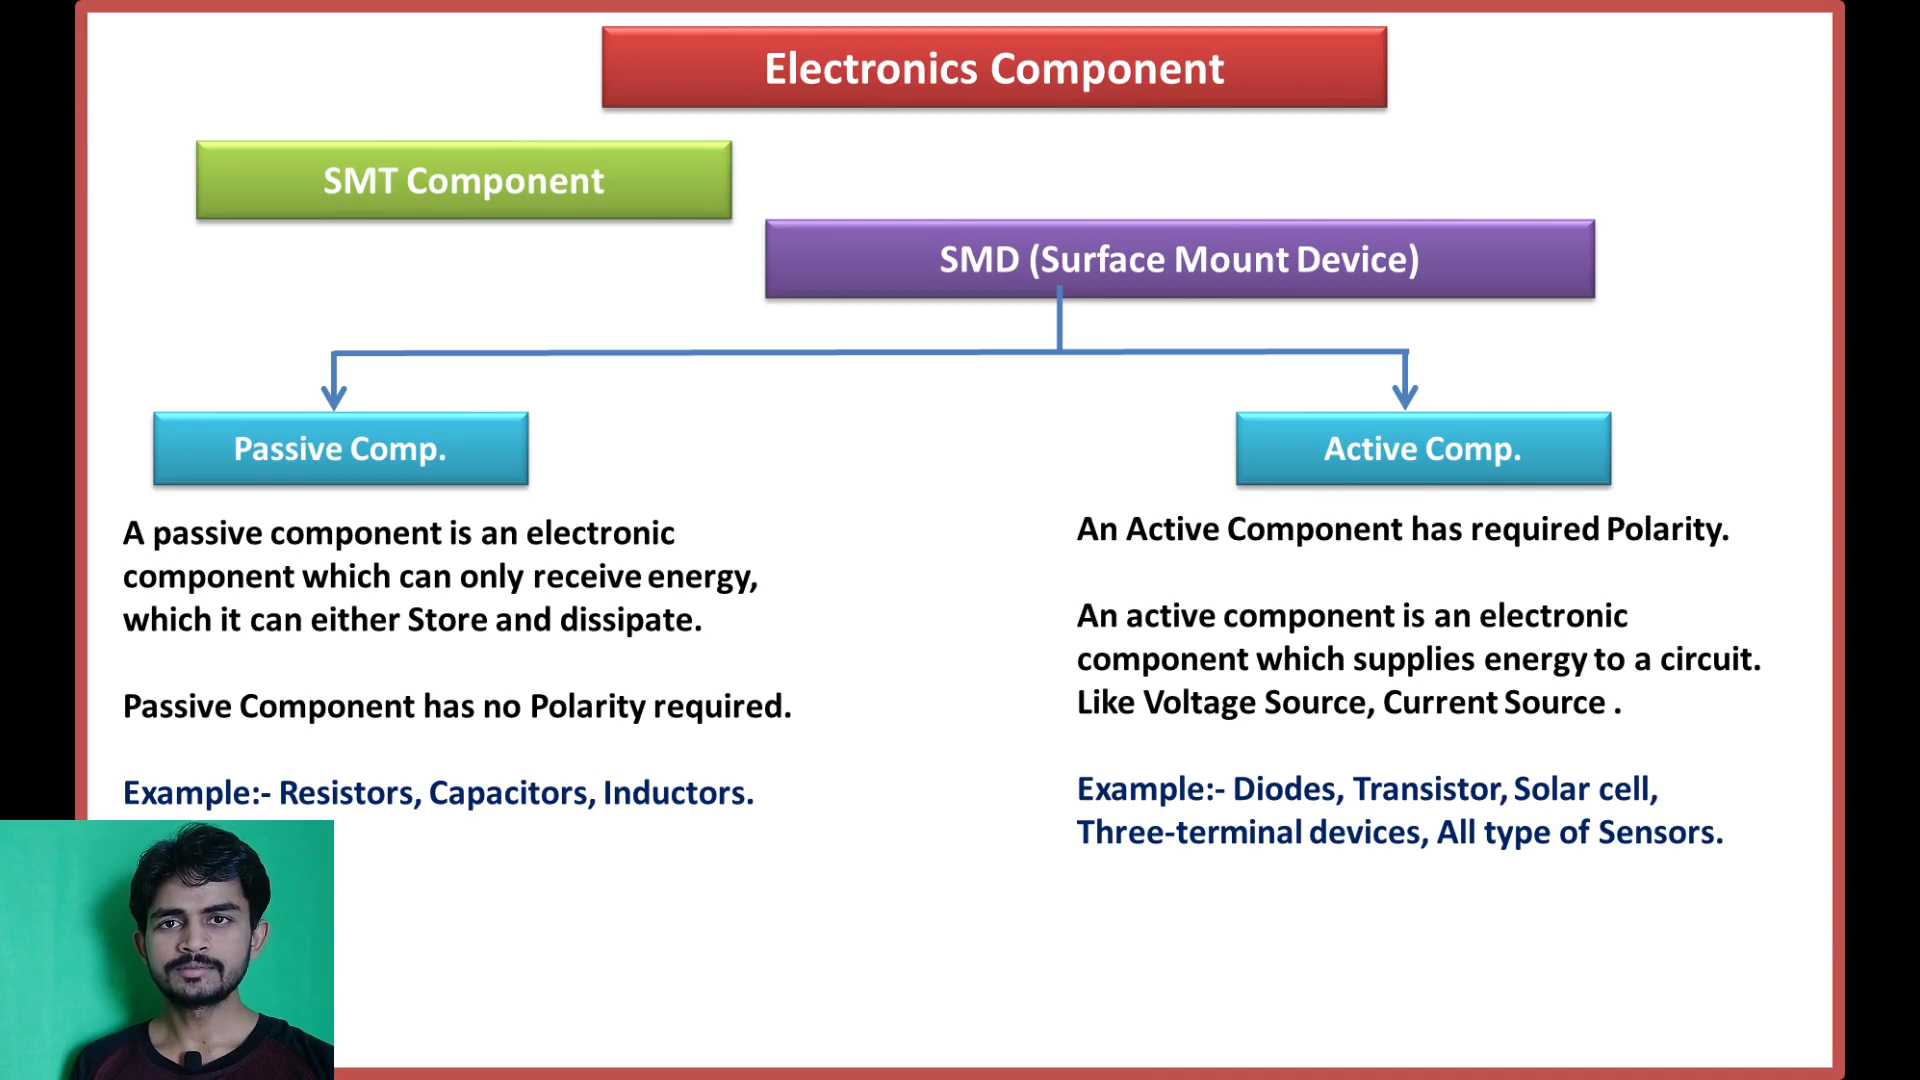 Electronics Component
SMT Component
SMD (Surface Mount Device)
Passive Comp.
A passive component is an electronic
component which can only receive energy,
which it can either Store and dissipate.
Passive Component has no Polarity required.
Example:- Resistors, Capacitors, Inductors.
Active Comp.
An Active Component has required Polarity.
An active component is an electronic
component which supplies energy to a circuit.
Like Voltage Source, Current Source .
Example:- Diodes, Transistor, Solar cell,
Three-terminal devices, All type of Sensors.